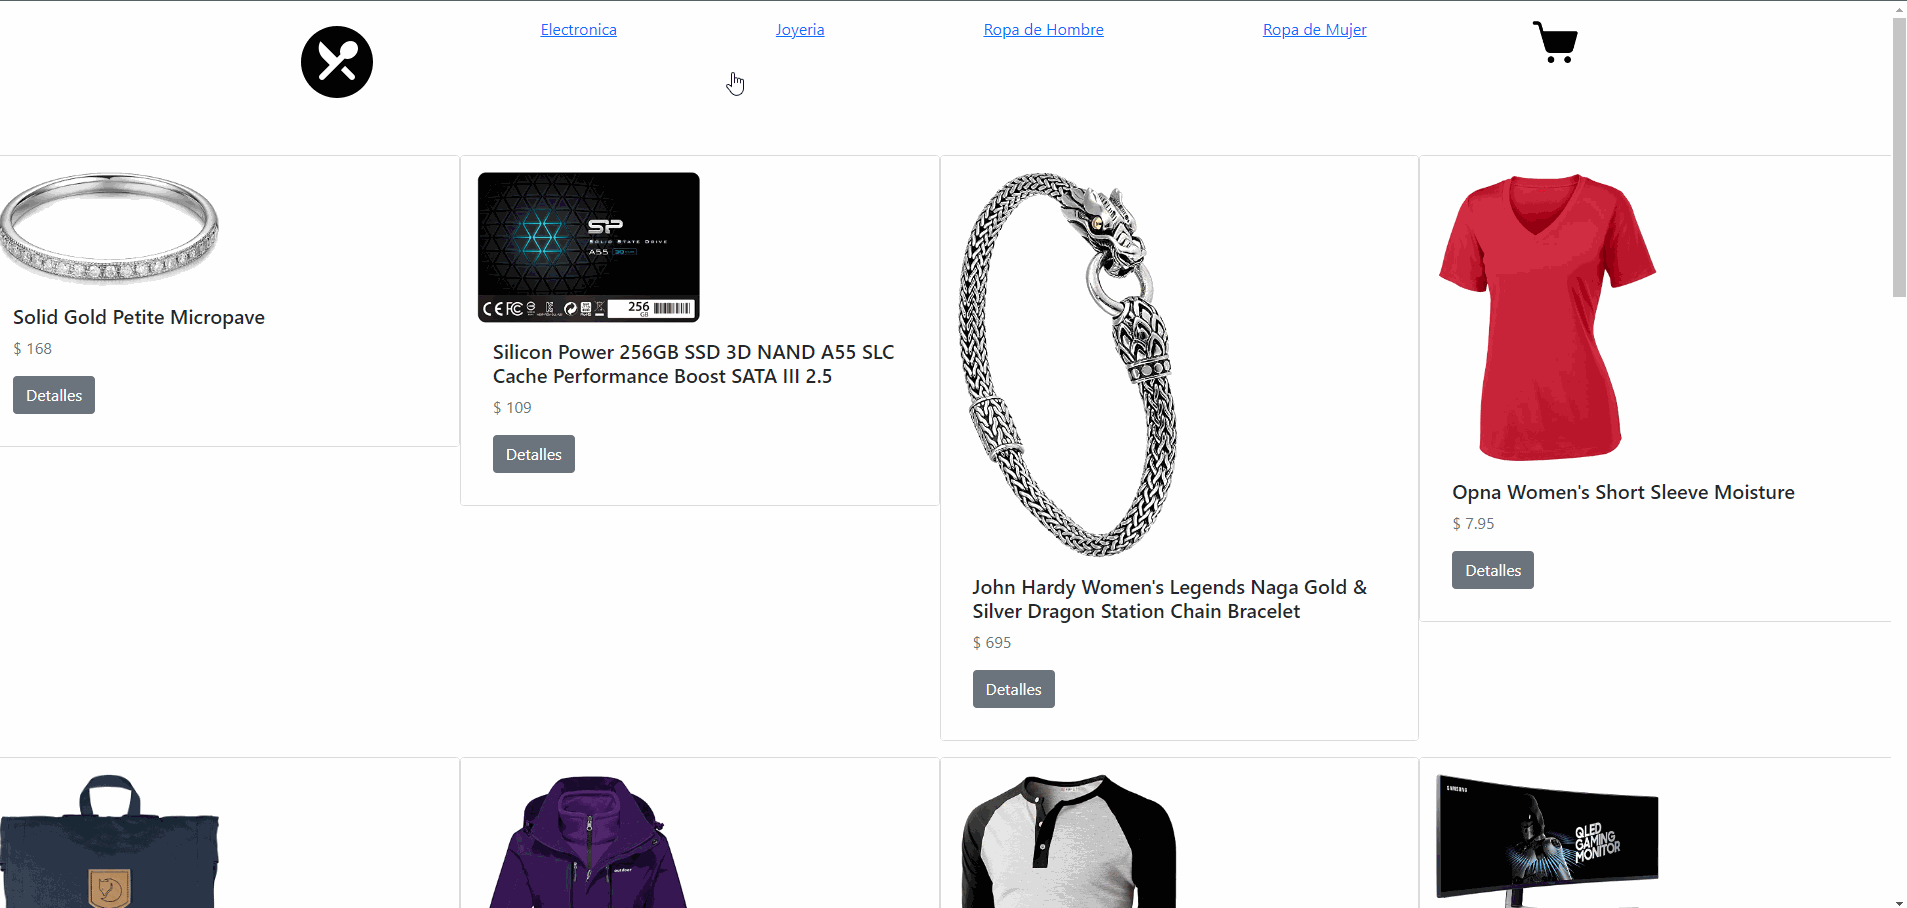 Electronica
Joyeria
Ropa de Hombre
Ropa de Mujer
Solid Gold Petite Micropave
$ 168
Detalles
SP
SOLID STATE DRIVE
A55
256
GB
Silicon Power 256GB SSD 3D NAND A55 SLC
Cache Performance Boost SATA III 2.5
$ 109
Detalles
John Hardy Women's Legends Naga Gold &
Silver Dragon Station Chain Bracelet
$ 695
Detalles
Opna Women's Short Sleeve Moisture
$ 7.95
Detalles
outdoor
SAMSUNG
QLED
GAMING
MONITOR